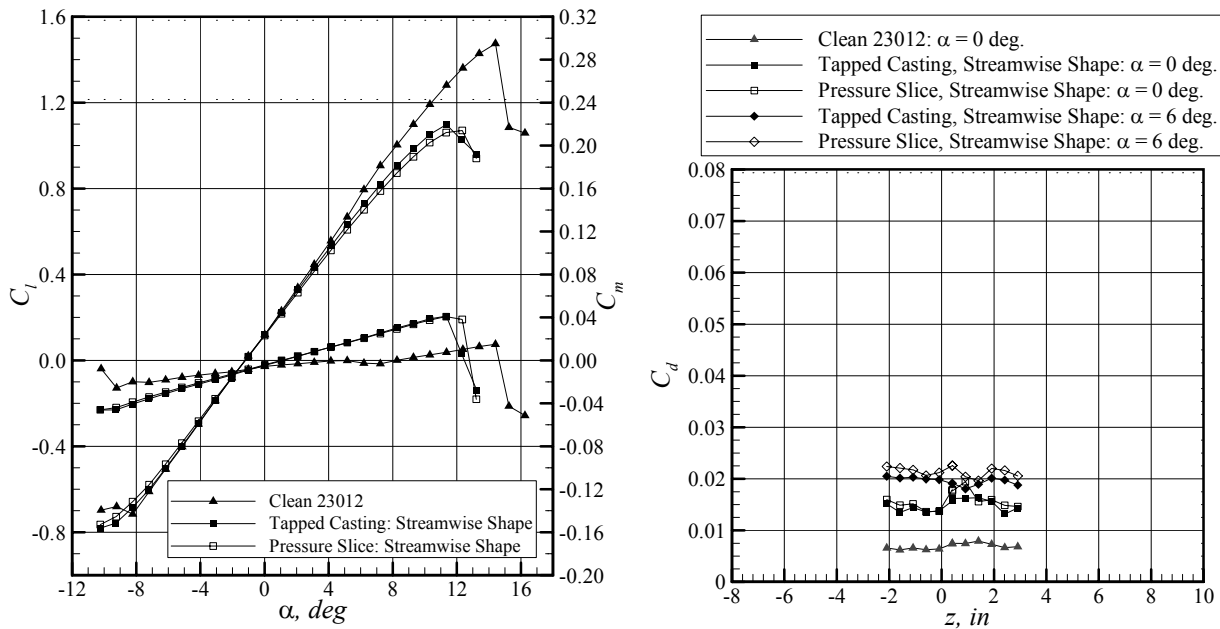 1.6
1.2
0.8
0.4
0.0
-0.4
-0.8
C_l
0.32
0.28
0.24
0.20
0.16
0.12
0.08
0.04
0.00
-0.04
-0.08
-0.12
-0.16
-0.20
C_m
Clean 23012
Tapped Casting: Streamwise Shape
Pressure Slice: Streamwise Shape
-12 -8 -4 0 4 8 12 16
α, deg
Clean 23012: α = 0 deg.
Tapped Casting, Streamwise Shape: α = 0 deg.
Pressure Slice, Streamwise Shape: α = 0 deg.
Tapped Casting, Streamwise Shape: α = 6 deg.
Pressure Slice, Streamwise Shape: α = 6 deg.
0.08
0.07
0.06
0.05
0.04
0.03
0.02
0.01
0
C_d
-8 -6 -4 -2 0 2 4 6 8 10
z, in